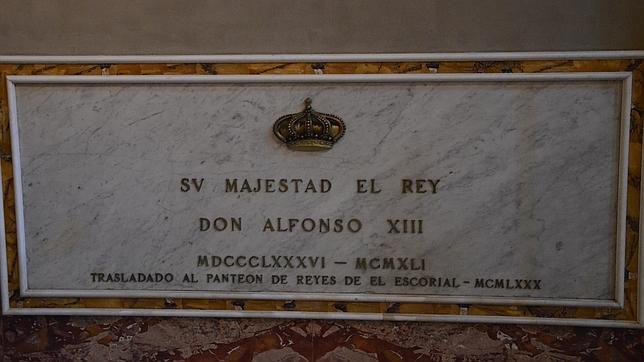 SV MAJESTAD EL REY
DON ALFONSO XIII
MDCCCLXXXVI – MCMXLI
TRASLADADO AL PANTEON DE REYES DE EL ESCORIAL – MCMLXXX